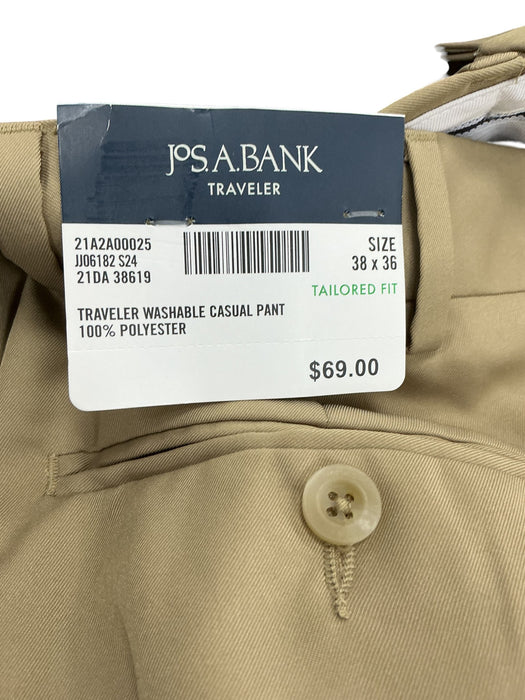 JOS. A. BANK
TRAVELER
21A2A00025
JJ06182 S24
21DA 38619
SIZE
38 x 36
TAILORED FIT
TRAVELER WASHABLE CASUAL PANT
100% POLYESTER
$69.00